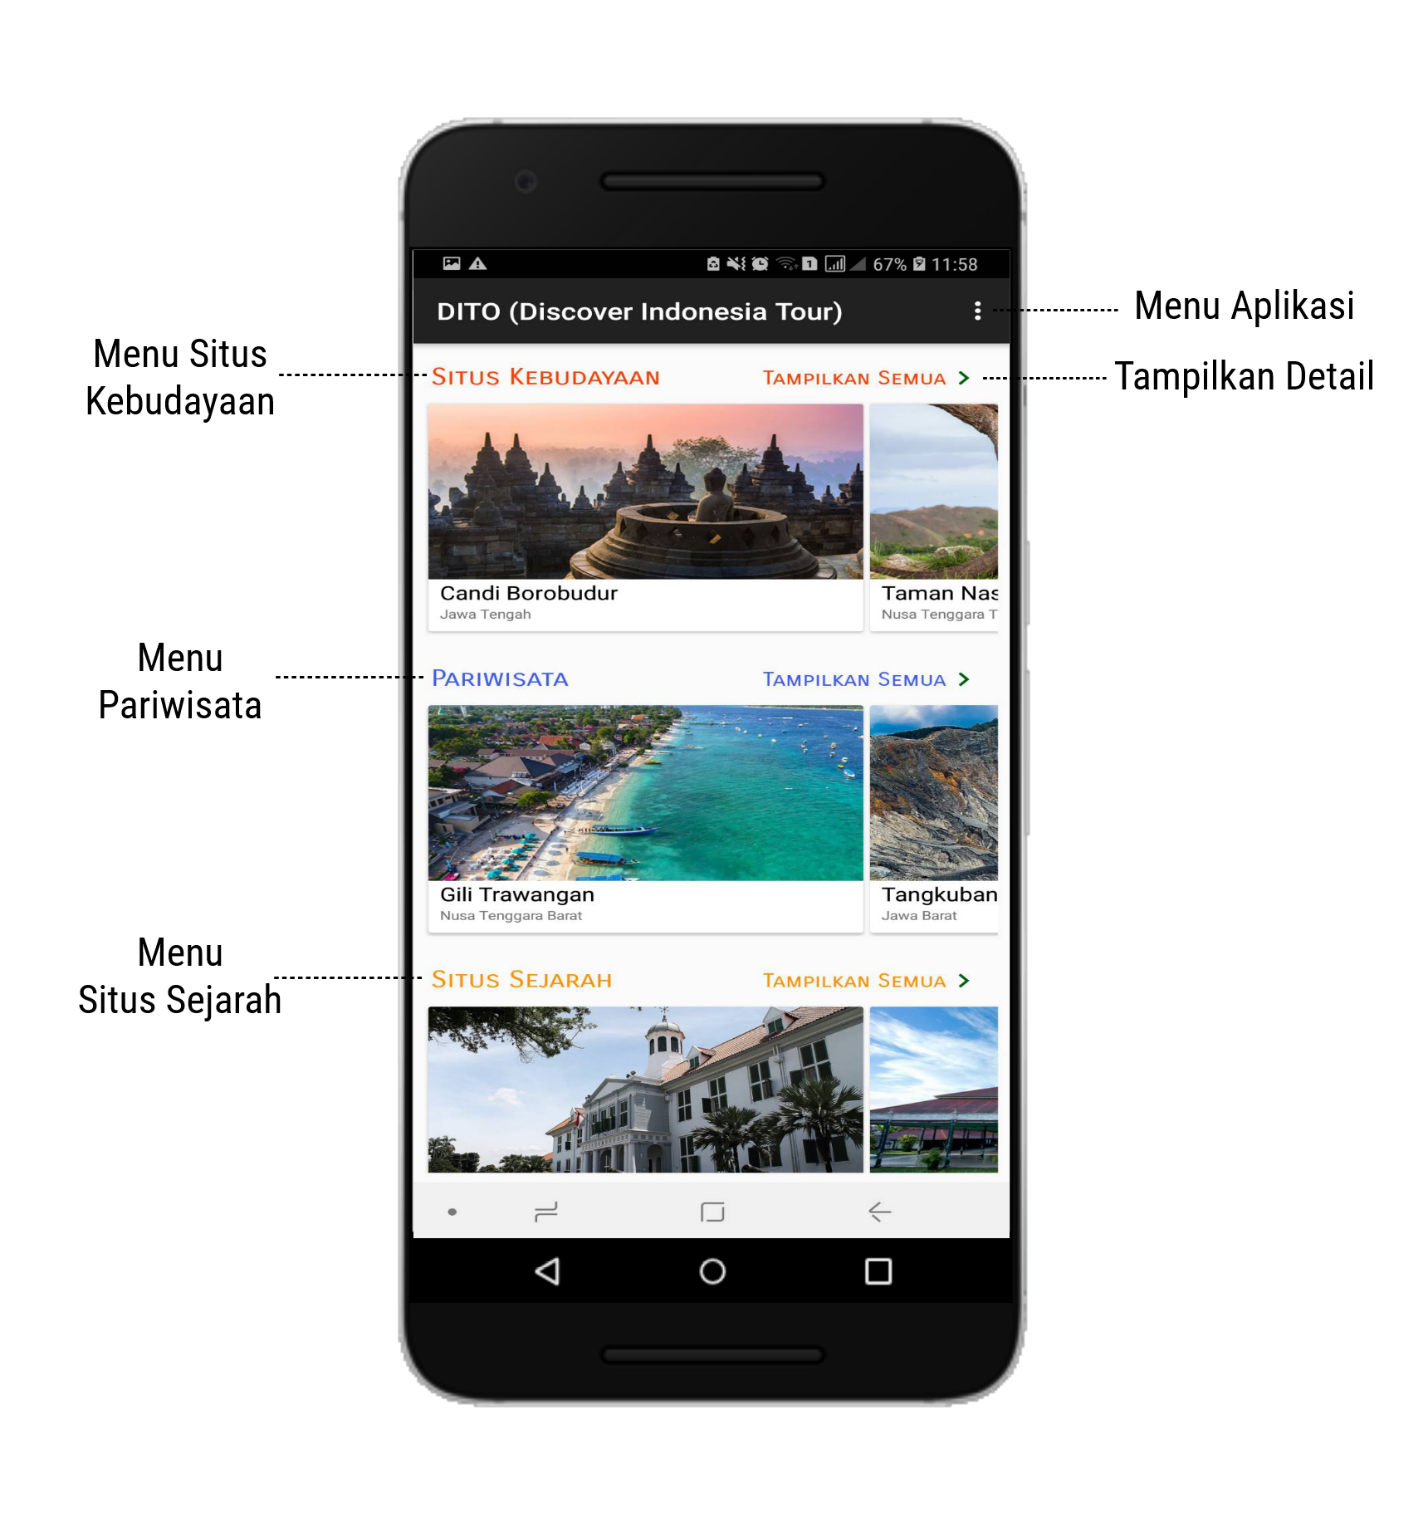 67% 11:58
DITO (Discover Indonesia Tour)
Menu Aplikasi
Menu Situs
Kebudayaan
SITUS KEBUDAYAAN
TAMPILKAN SEMUA
Tampilkan Detail
Candi Borobudur
Jawa Tengah
Taman Nas
Nusa Tenggara T
Menu
Pariwisata
PARIWISATA
TAMPILKAN SEMUA
Gili Trawangan
Nusa Tenggara Barat
Tangkuban
Jawa Barat
Menu
Situs Sejarah
SITUS SEJARAH
TAMPILKAN SEMUA